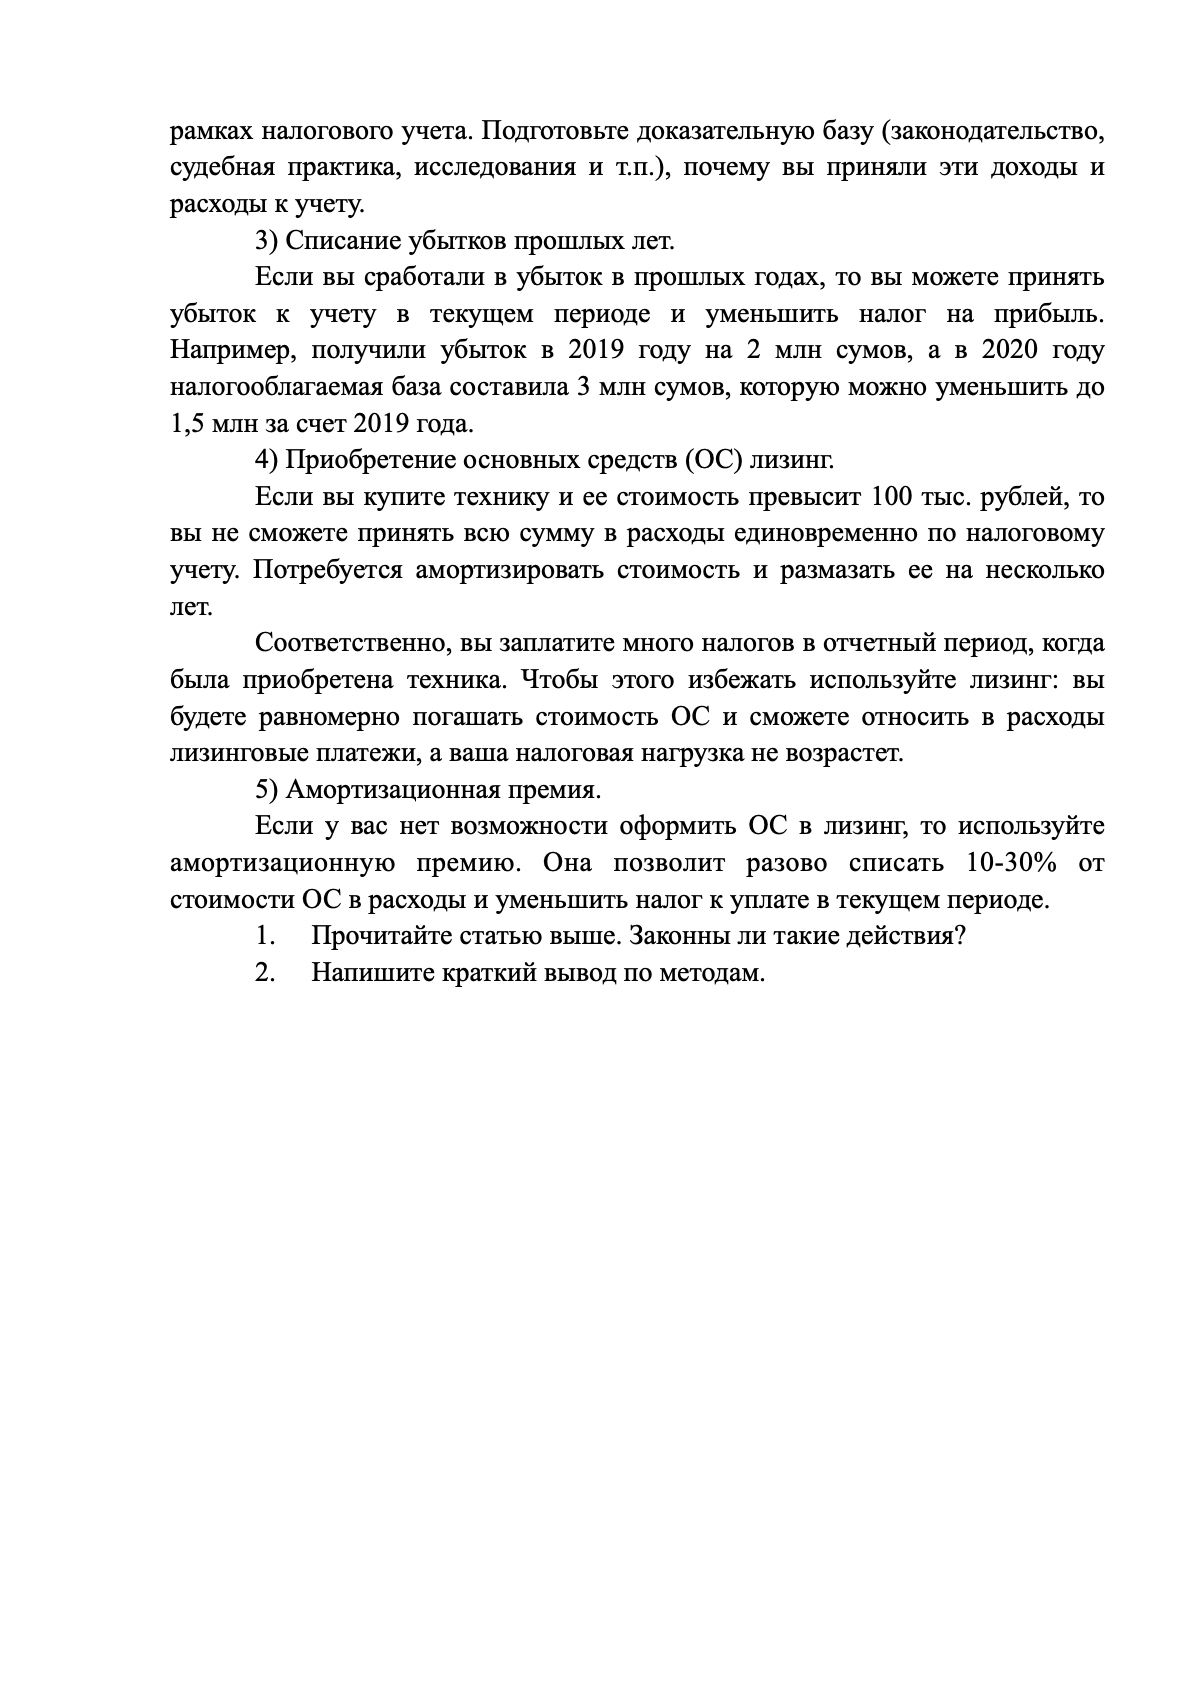 рамках налогового учета. Подготовьте доказательную базу (законодательство,
судебная практика, исследования и т.п.), почему вы приняли эти доходы и
расходы к учету.
3) Списание убытков прошлых лет.
Если вы сработали в убыток в прошлых годах, то вы можете принять
убыток к учету в текущем периоде и уменьшить налог на прибыль.
Например, получили убыток в 2019 году на 2 млн сумов, а в 2020 году
налогооблагаемая база составила 3 млн сумов, которую можно уменьшить до
1,5 млн за счет 2019 года.
4) Приобретение основных средств (ОС) лизинг.
Если вы купите технику и ее стоимость превысит 100 тыс. рублей, то
вы не сможете принять всю сумму в расходы единовременно по налоговому
учету. Потребуется амортизировать стоимость и размазать ее на несколько
лет.
Соответственно, вы заплатите много налогов в отчетный период, когда
была приобретена техника. Чтобы этого избежать используйте лизинг: вы
будете равномерно погашать стоимость ОС и сможете относить в расходы
лизинговые платежи, а ваша налоговая нагрузка не возрастет.
5) Амортизационная премия.
Если у вас нет возможности оформить ОС в лизинг, то используйте
амортизационную премию. Она позволит разово списать 10-30% от
стоимости ОС в расходы и уменьшить налог к уплате в текущем периоде.
1. Прочитайте статью выше. Законны ли такие действия?
2. Напишите краткий вывод по методам.